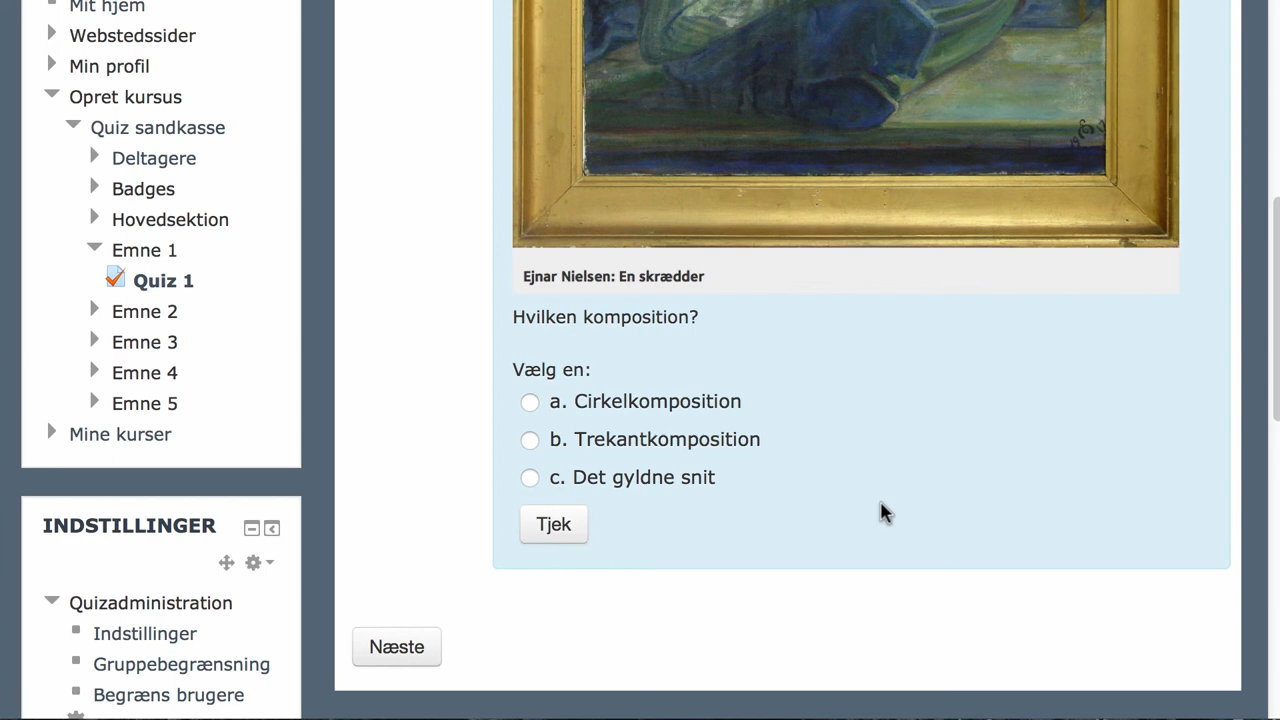 Mit hjem
Webstedssider
Min profil
Opret kursus
Quiz sandkasse
Deltagere
Badges
Hovedsektion
Emne 1
Quiz 1
Emne 2
Emne 3
Emne 4
Emne 5
Mine kurser
INDSTILLINGER
Quizadministration
Indstillinger
Gruppebegrænsning
Begræns brugere
Ejnar Nielsen: En skrædder
Hvilken komposition?
Vælg en:
a. Cirkelkomposition
b. Trekantkomposition
c. Det gyldne snit
Tjek
Næste